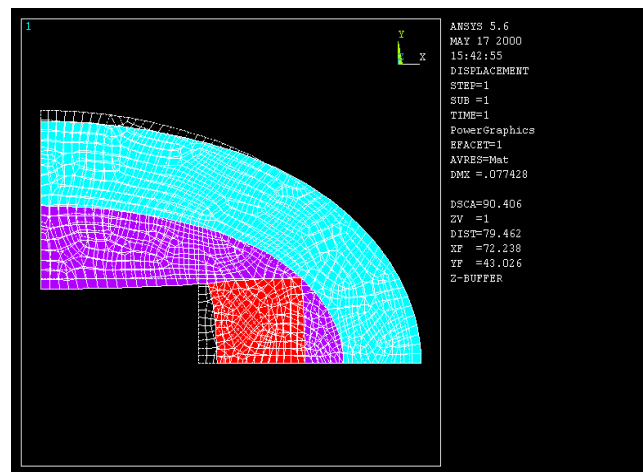 1
Y
X
ANSYS 5.6
MAY 17 2000
15:42:55
DISPLACEMENT
STEP=1
SUB =1
TIME=1
PowerGraphics
EFACET=1
AVRES=Mat
DMX =.077428
DSCA=90.406
ZV =1
DIST=79.462
XF =72.238
YF =43.026
Z-BUFFER